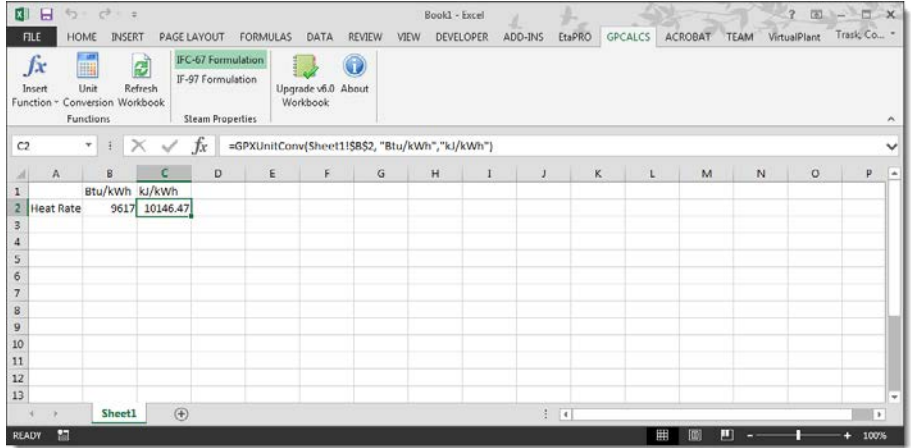 Book1 - Excel
FILE HOME INSERT PAGE LAYOUT FORMULAS DATA REVIEW VIEW DEVELOPER ADD-INS EtaPRO GPCALCS ACROBAT TEAM VirtualPlant Trask, Co...
Insert Function
Unit Conversion
Refresh Workbook
Functions
IFC-67 Formulation
IF-97 Formulation
Steam Properties
Upgrade v6.0 Workbook
About
C2 fx =GPXUnitConv(Sheet1!$B$2, "Btu/kWh","kJ/kWh")
A B C D E F G H I J K L M N O P
1 Btu/kWh kJ/kWh
2 Heat Rate 9617 10146.47
3
4
5
6
7
8
9
10
11
12
13
Sheet1
READY 100%